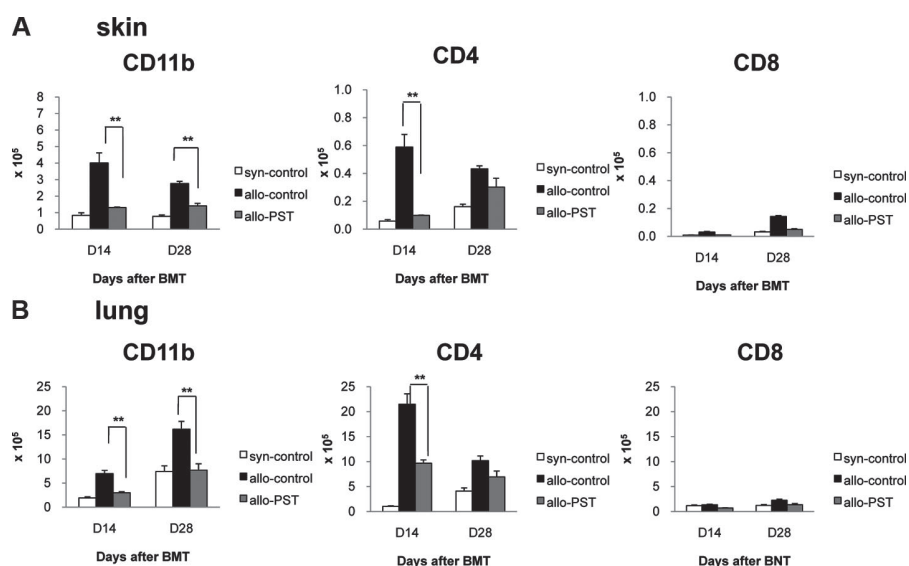 A skin
CD11b
CD4
CD8
8
7
6
5
4
3
2
1
0
x 10⁵
**
**
syn-control
allo-control
allo-PST
D14 D28
Days after BMT
1.0
0.8
0.6
0.4
0.2
0.0
x 10⁵
**
syn-control
allo-control
allo-PST
D14 D28
Days after BMT
1.0
0.8
0.6
0.4
0.2
0.0
x 10⁵
syn-control
allo-control
allo-PST
D14 D28
Days after BMT
B lung
CD11b
CD4
CD8
25
20
15
10
5
0
x 10⁵
**
**
syn-control
allo-control
allo-PST
D14 D28
Days after BMT
25
20
15
10
5
0
x 10⁵
**
syn-control
allo-control
allo-PST
D14 D28
Days after BMT
25
20
15
10
5
0
x 10⁵
syn-control
allo-control
allo-PST
D14 D28
Days after BNT